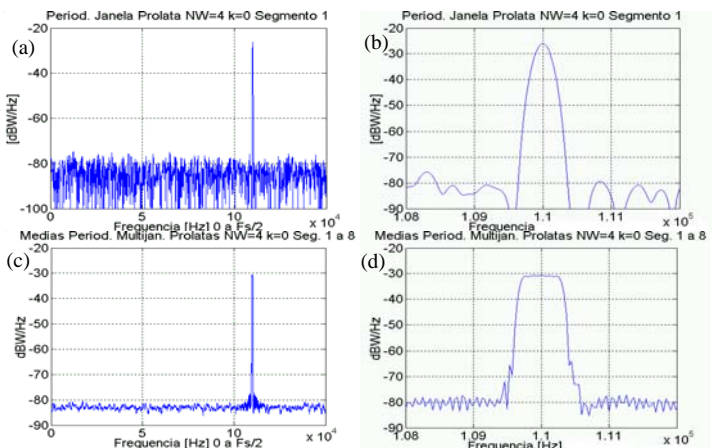 Period. Janela Prolata NW=4 k=0 Segmento 1
(a)
[dBW/Hz]
-20
-40
-60
-80
-100
0
5
10
x 10^4
Frequencia [Hz] 0 a Fs/2
Period. Janela Prolata NW=4 k=0 Segmento 1
(b)
[dBW/Hz]
-20
-30
-40
-50
-60
-70
-80
-90
1.08
1.09
1.1
1.11
x 10^5
Frequencia
Medias Period. Multijan. Prolatas NW=4 k=0 Seg. 1 a 8
(c)
dBW/Hz
-20
-30
-40
-50
-60
-70
-80
-90
0
5
10
x 10^4
Frequencia [Hz] 0 a Fs/2
Medias Period. Multijan. Prolatas NW=4 k=0 Seg. 1 a 8
(d)
dBW/Hz
-20
-30
-40
-50
-60
-70
-80
-90
1.08
1.09
1.1
1.11
x 10^5
Frequencia [Hz]